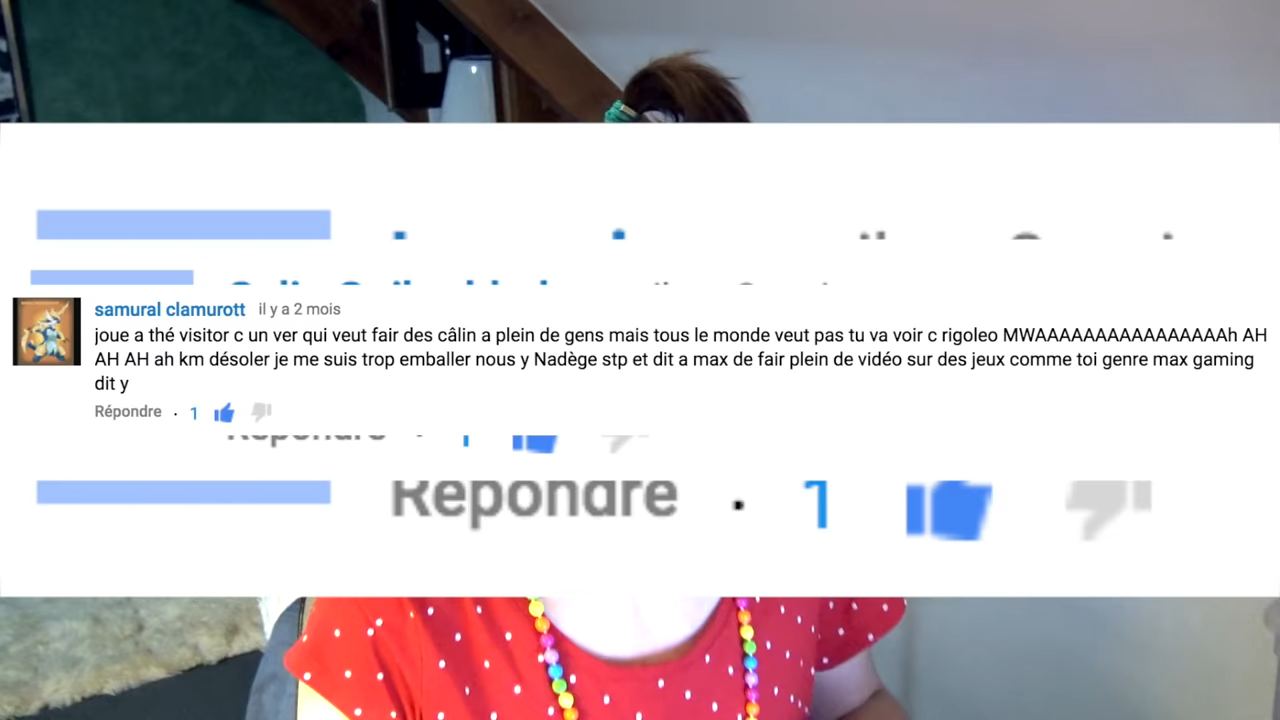 samural clamurott il y a 2 mois
joue a thé visitor c un ver qui veut fair des câlin a plein de gens mais tous le monde veut pas tu va voir c rigoleo MWAAAAAAAAAAAAAAAAh AH
AH AH ah km désoler je me suis trop emballer nous y Nadège stp et dit a max de fair plein de vidéo sur des jeux comme toi genre max gaming
dit y
Répondre · 1
Répondre · 1
Répondre · 1